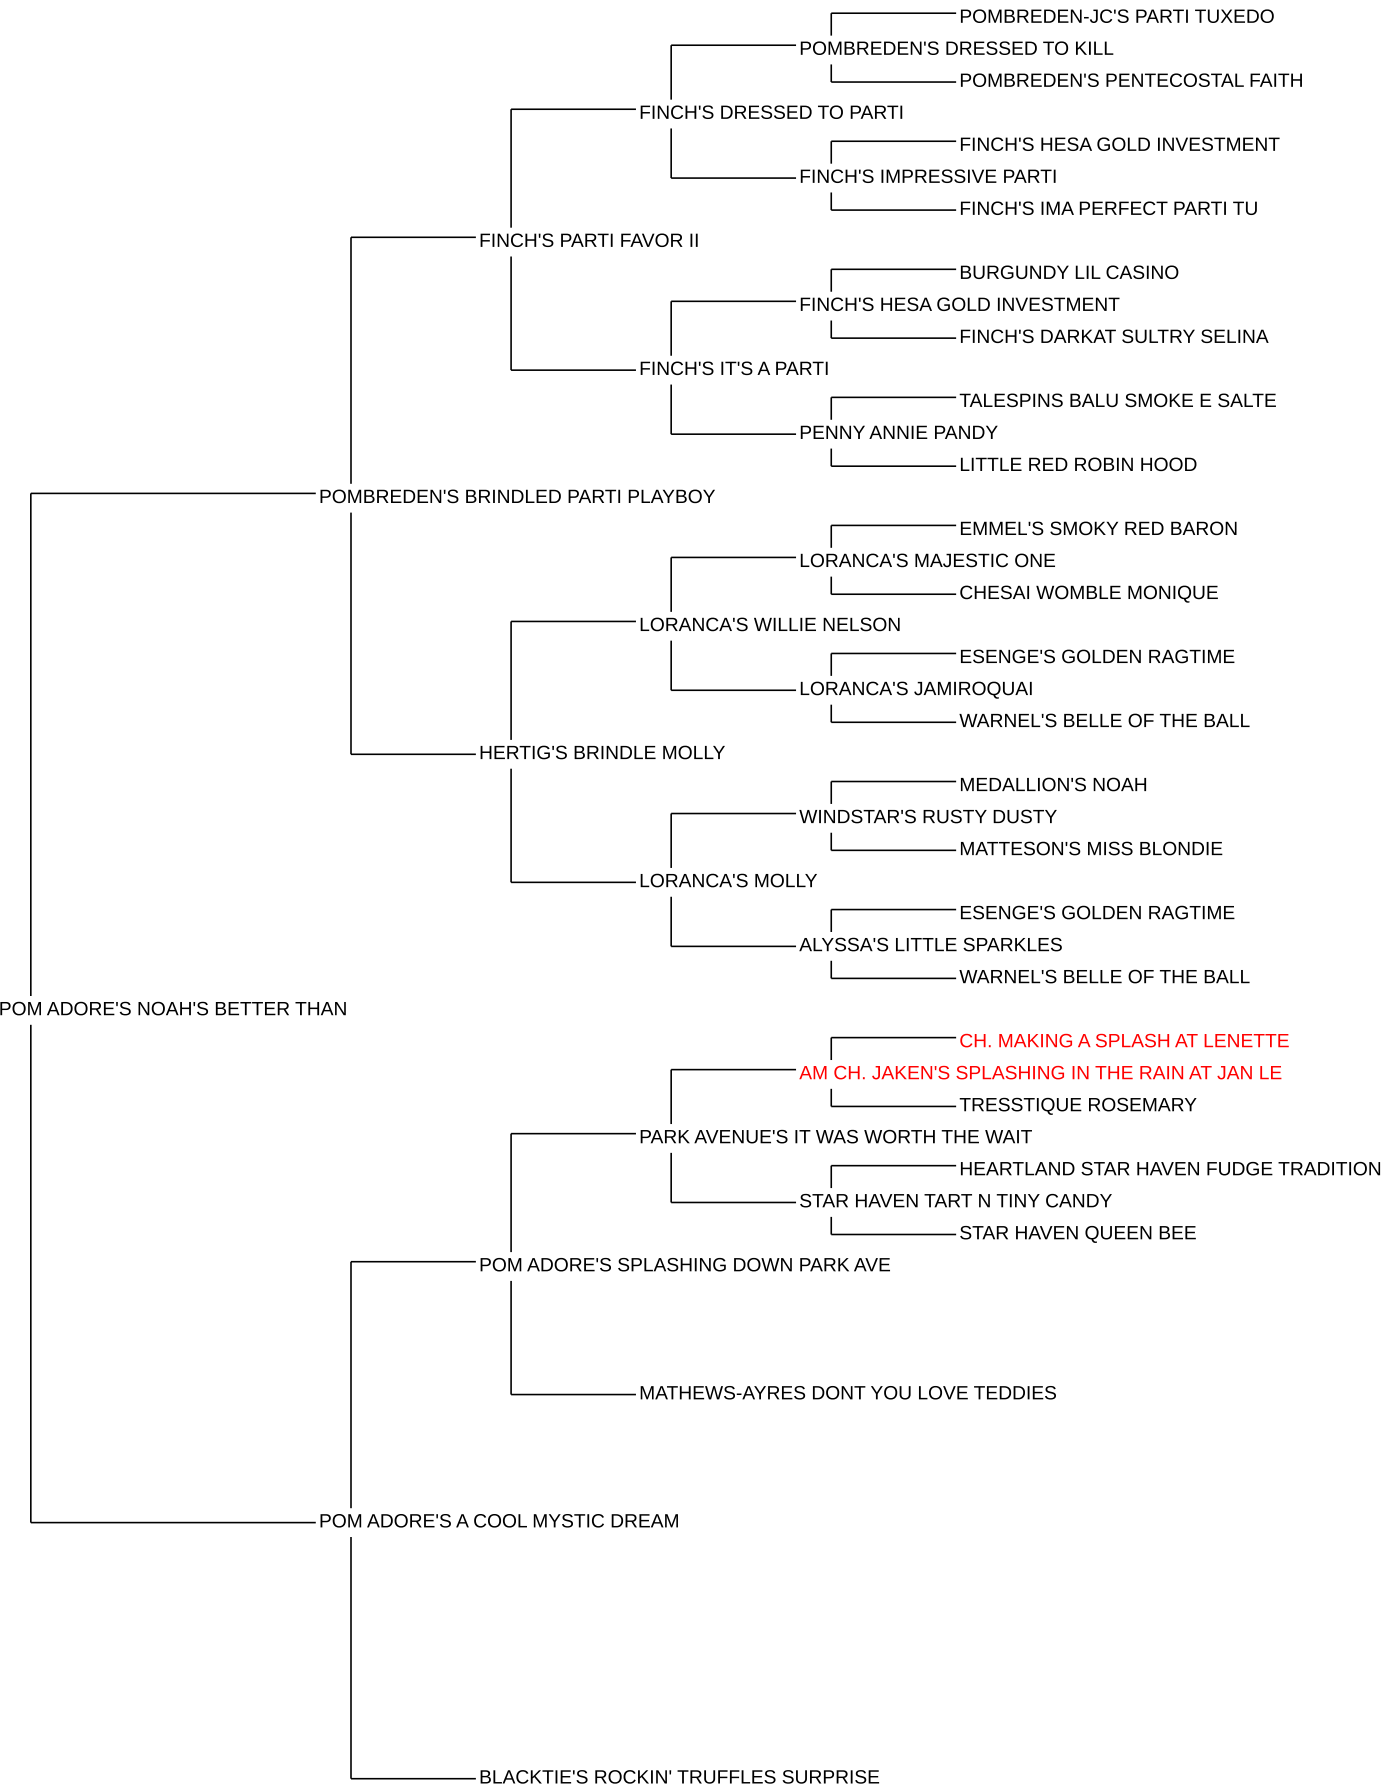 POMBREDEN-JC'S PARTI TUXEDO
POMBREDEN'S DRESSED TO KILL
POMBREDEN'S PENTECOSTAL FAITH
FINCH'S DRESSED TO PARTI
FINCH'S HESA GOLD INVESTMENT
FINCH'S IMPRESSIVE PARTI
FINCH'S IMA PERFECT PARTI TU
FINCH'S PARTI FAVOR II
BURGUNDY LIL CASINO
FINCH'S HESA GOLD INVESTMENT
FINCH'S DARKAT SULTRY SELINA
FINCH'S IT'S A PARTI
TALESPINS BALU SMOKE E SALTE
PENNY ANNIE PANDY
LITTLE RED ROBIN HOOD
POMBREDEN'S BRINDLED PARTI PLAYBOY
EMMEL'S SMOKY RED BARON
LORANCA'S MAJESTIC ONE
CHESAI WOMBLE MONIQUE
LORANCA'S WILLIE NELSON
ESENGE'S GOLDEN RAGTIME
LORANCA'S JAMIROQUAI
WARNEL'S BELLE OF THE BALL
HERTIG'S BRINDLE MOLLY
MEDALLION'S NOAH
WINDSTAR'S RUSTY DUSTY
MATTESON'S MISS BLONDIE
LORANCA'S MOLLY
ESENGE'S GOLDEN RAGTIME
ALYSSA'S LITTLE SPARKLES
WARNEL'S BELLE OF THE BALL
POM ADORE'S NOAH'S BETTER THAN
CH. MAKING A SPLASH AT LENETTE
AM CH. JAKEN'S SPLASHING IN THE RAIN AT JAN LE
TRESSTIQUE ROSEMARY
PARK AVENUE'S IT WAS WORTH THE WAIT
HEARTLAND STAR HAVEN FUDGE TRADITION
STAR HAVEN TART N TINY CANDY
STAR HAVEN QUEEN BEE
POM ADORE'S SPLASHING DOWN PARK AVE
MATHEWS-AYRES DONT YOU LOVE TEDDIES
POM ADORE'S A COOL MYSTIC DREAM
BLACKTIE'S ROCKIN' TRUFFLES SURPRISE